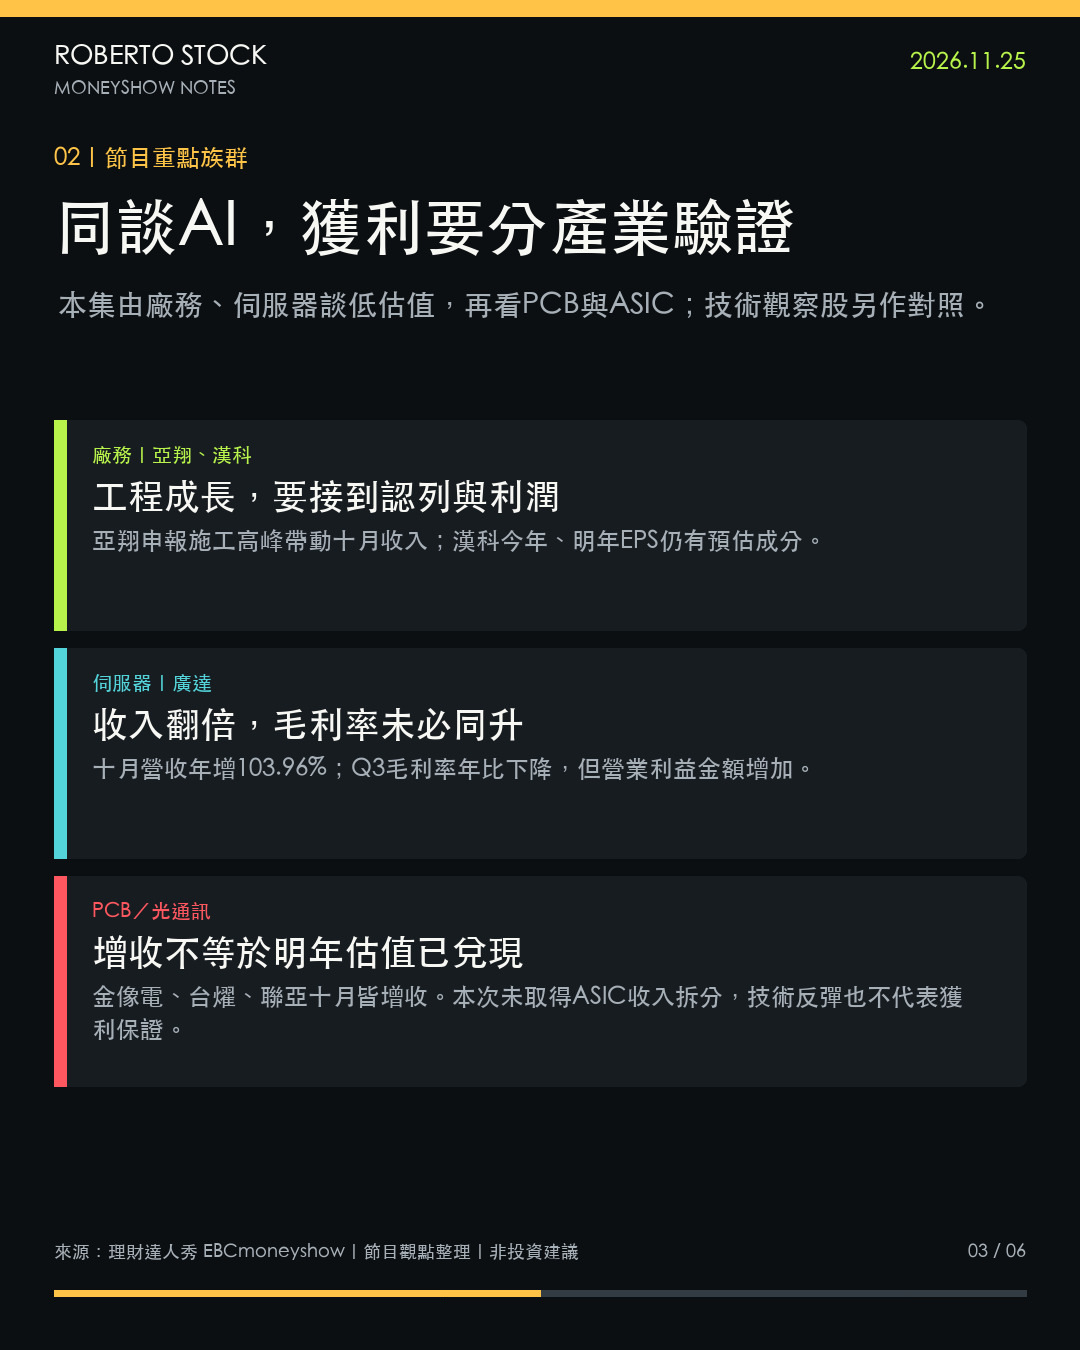 ROBERTO STOCK
MONEYSHOW NOTES
2026.11.25
02｜節目重點族群
同談AI，獲利要分產業驗證
本集由廠務、伺服器談低估值，再看PCB與ASIC；技術觀察股另作對照。
廠務｜亞翔、漢科
工程成長，要接到認列與利潤
亞翔申報施工高峰帶動十月收入；漢科今年、明年EPS仍有預估成分。
伺服器｜廣達
收入翻倍，毛利率未必同升
十月營收年增103.96%；Q3毛利率年比下降，但營業利益金額增加。
PCB／光通訊
增收不等於明年估值已兌現
金像電、台燿、聯亞十月皆增收。本次未取得ASIC收入拆分，技術反彈也不代表獲
利保證。
來源：理財達人秀 EBCmoneyshow｜節目觀點整理｜非投資建議
03 / 06